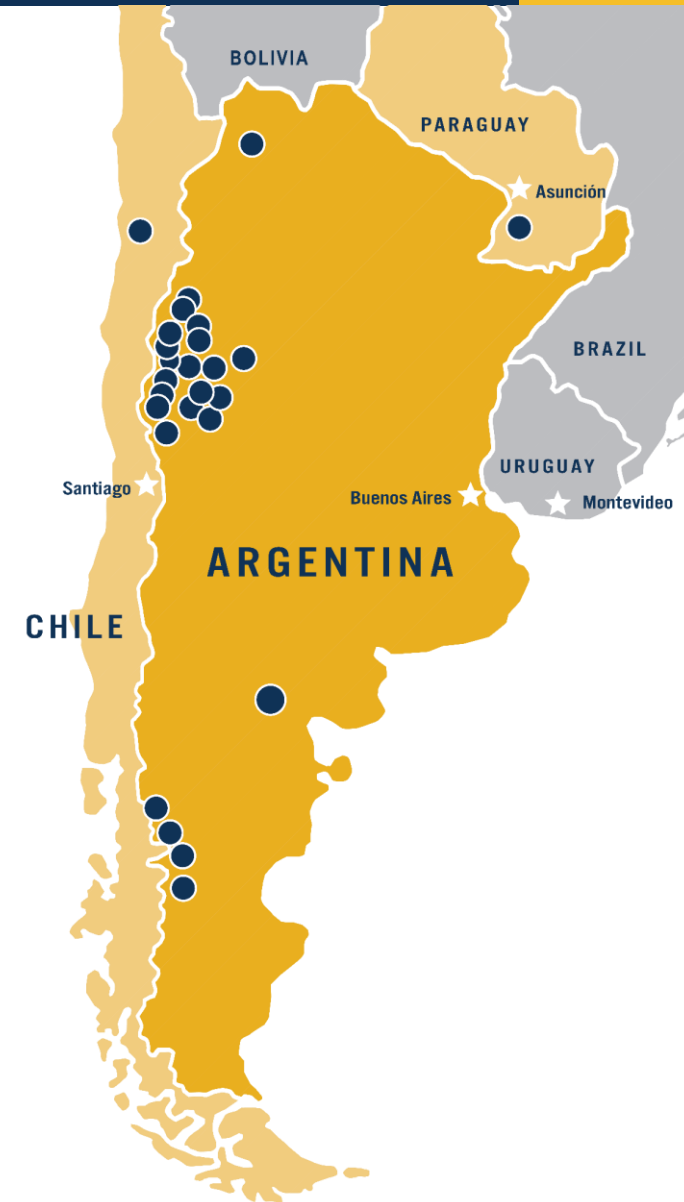 BOLIVIA
PARAGUAY
Asunción
BRAZIL
URUGUAY
Santiago
Buenos Aires
Montevideo
ARGENTINA
CHILE